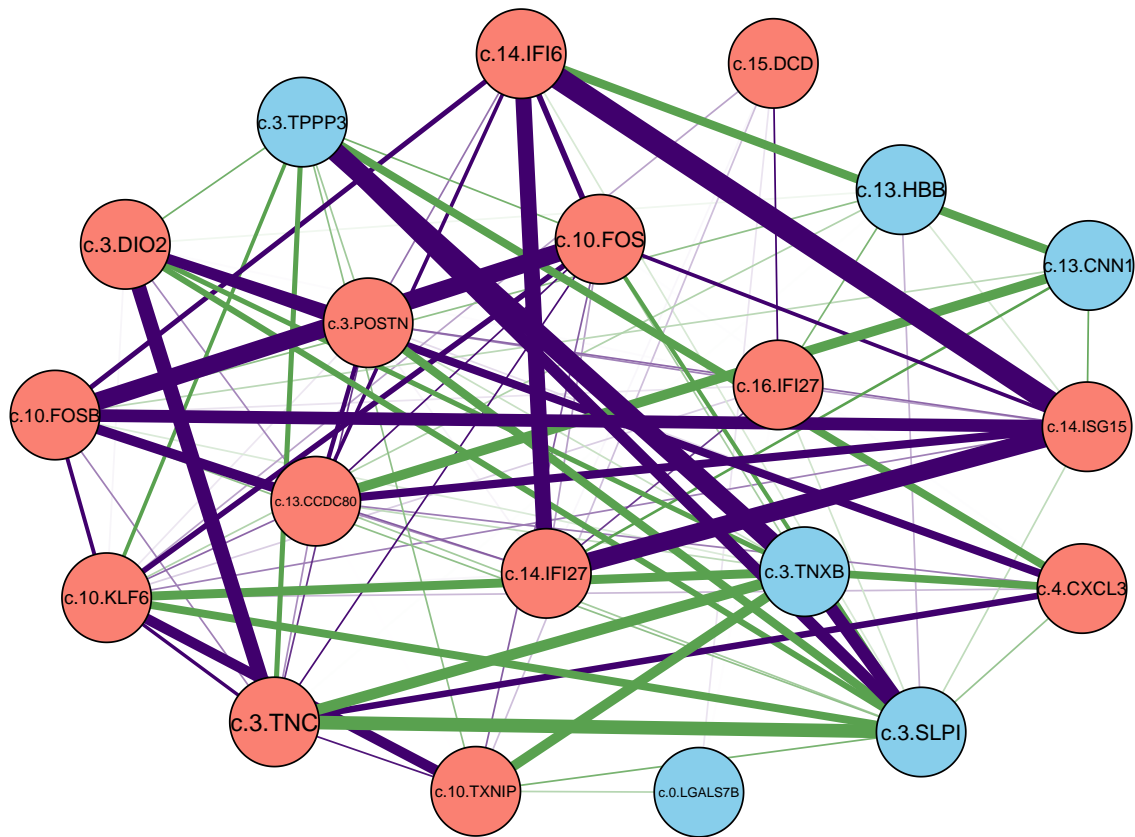 c.14.IFI6
c.15.DCD
c.3.TPPP3
c.13.HBB
c.3.DIO2
c.10.FOS
c.13.CNN1
c.3.POSTN
c.16.IFI27
c.10.FOSB
c.14.ISG15
c.13.CCDC80
c.14.IFI27
c.3.TNXB
c.10.KLF6
c.4.CXCL3
c.3.TNC
c.3.SLPI
c.10.TXNIP
c.0.LGALS7B